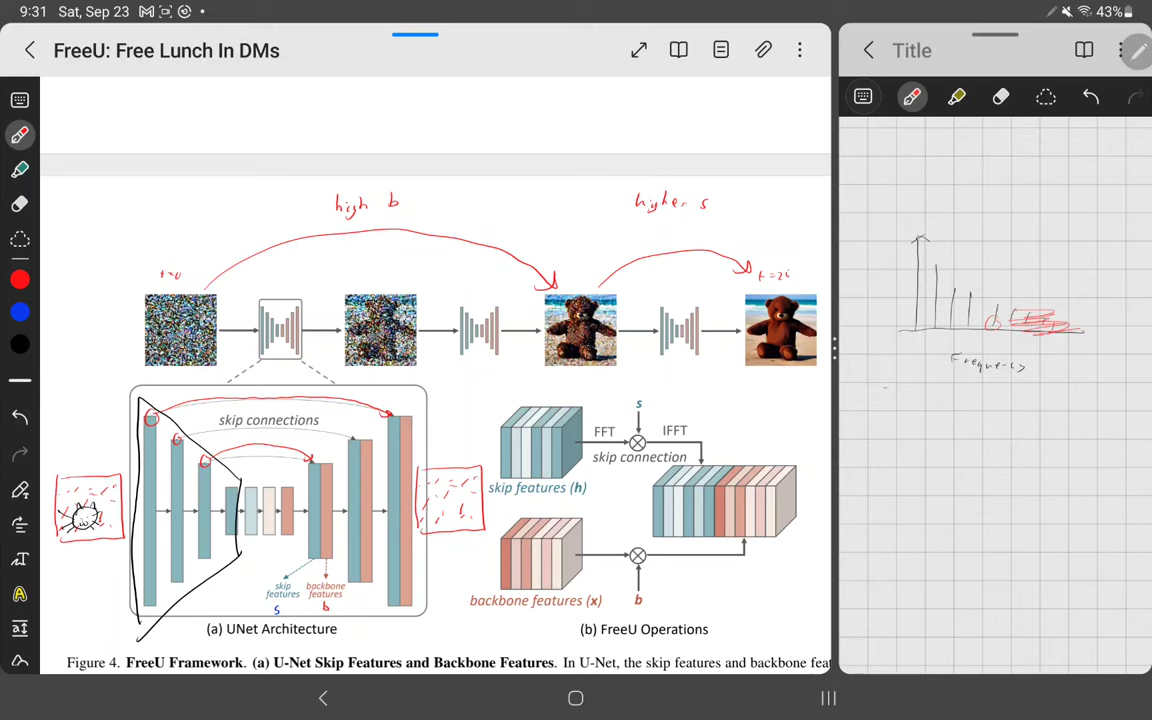 9:31 Sat, Sep 23
43%
FreeU: Free Lunch In DMs
Title
high b
higher s
t=0
skip connections
skip features
backbone features
s
b
(a) UNet Architecture
s
FFT
IFFT
skip connection
skip features (h)
backbone features (x)
b
(b) FreeU Operations
Figure 4. FreeU Framework. (a) U-Net Skip Features and Backbone Features. In U-Net, the skip features and backbone fea
Frequency